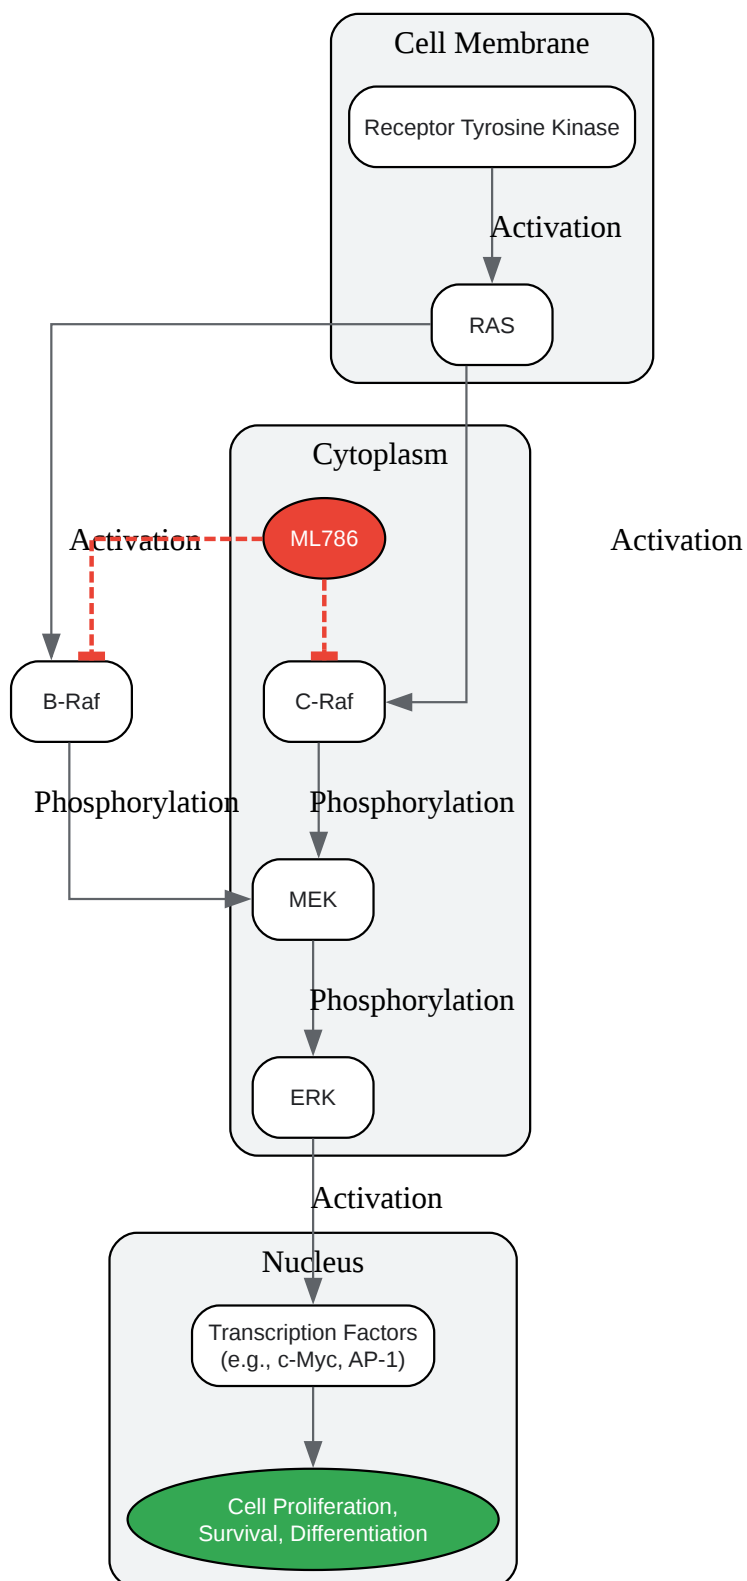 Cell Membrane
Receptor Tyrosine Kinase
Activation
RAS
Cytoplasm
Activation
ML786
Activation
B-Raf
C-Raf
Phosphorylation
Phosphorylation
MEK
Phosphorylation
ERK
Activation
Nucleus
Transcription Factors
(e.g., c-Myc, AP-1)
Cell Proliferation,
Survival, Differentiation